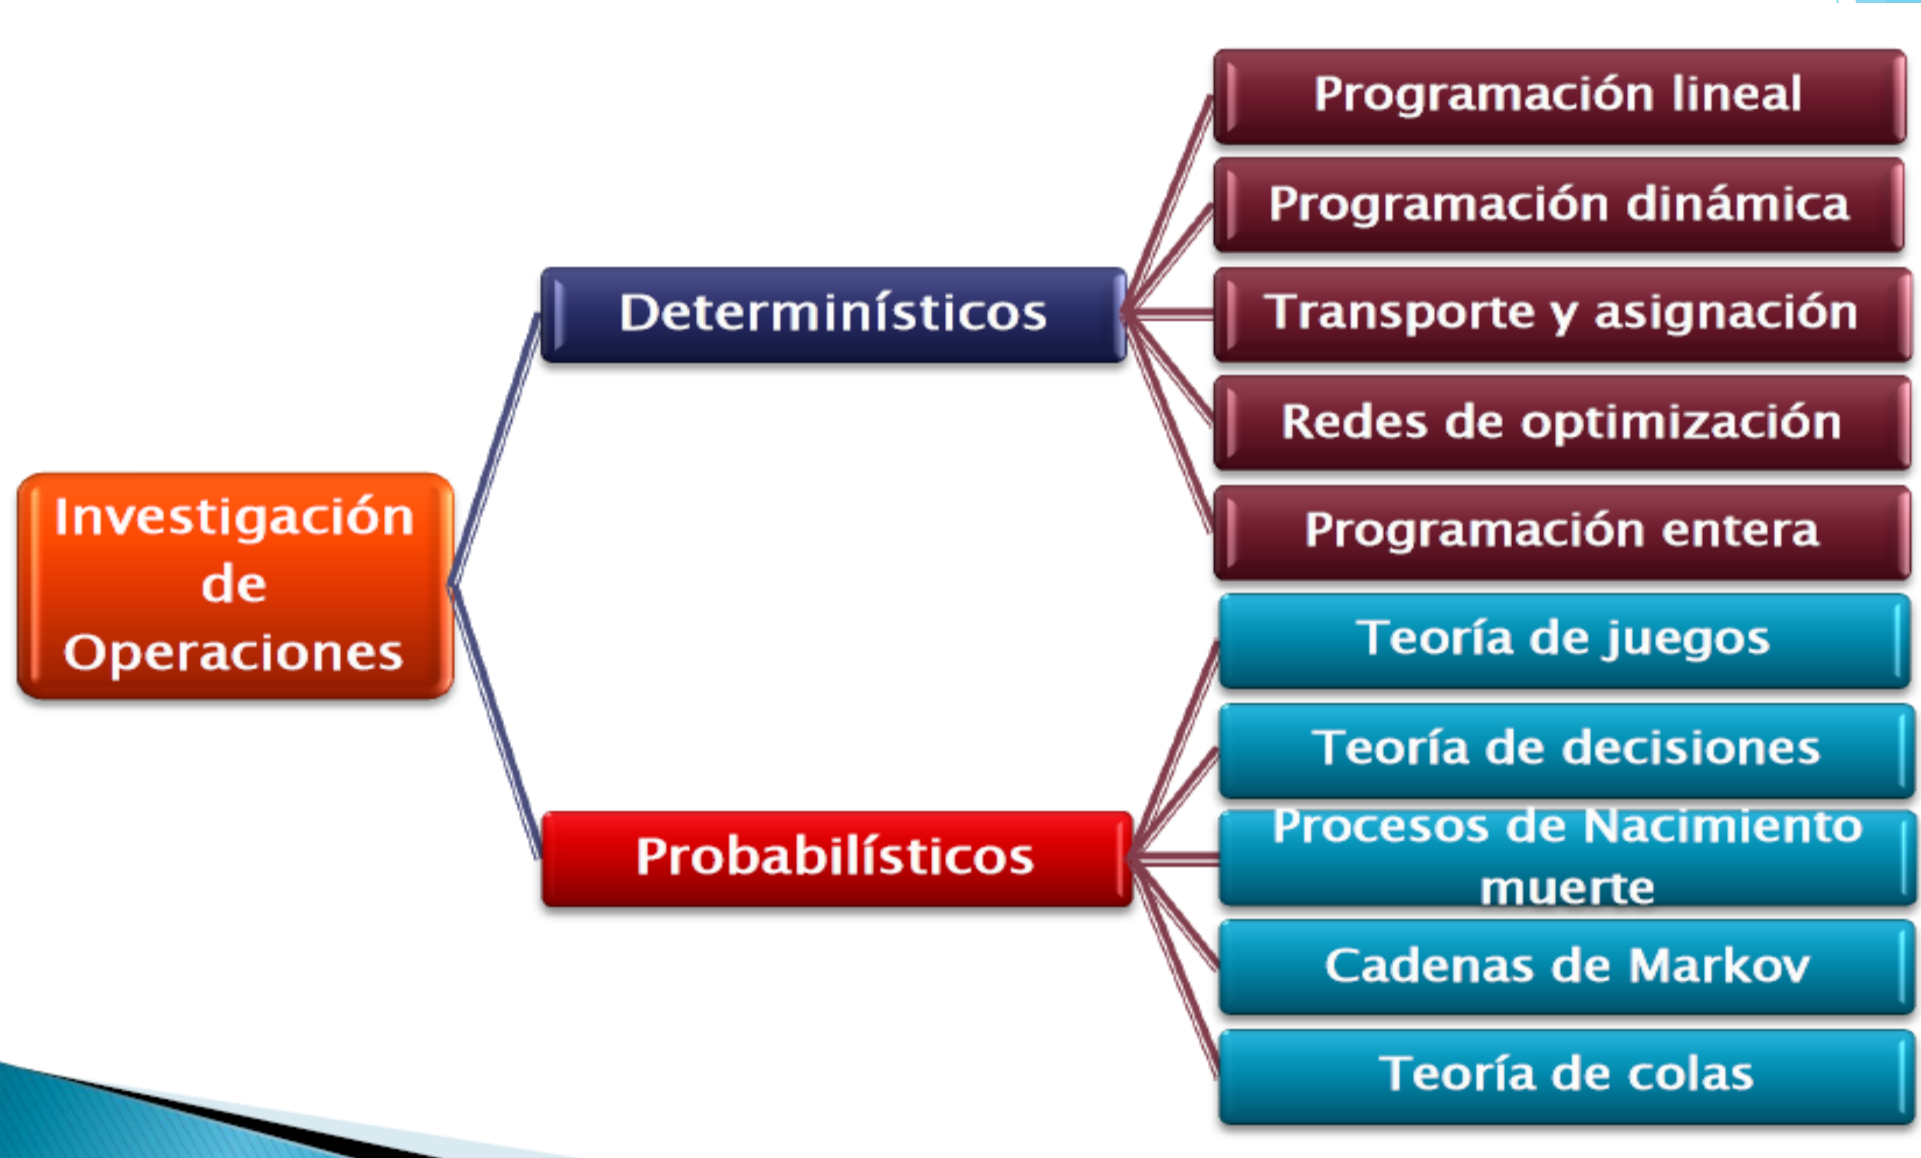 Investigación
de
Operaciones
Determinísticos
Programación lineal
Programación dinámica
Transporte y asignación
Redes de optimización
Programación entera
Probabilísticos
Teoría de juegos
Teoría de decisiones
Procesos de Nacimiento
muerte
Cadenas de Markov
Teoría de colas